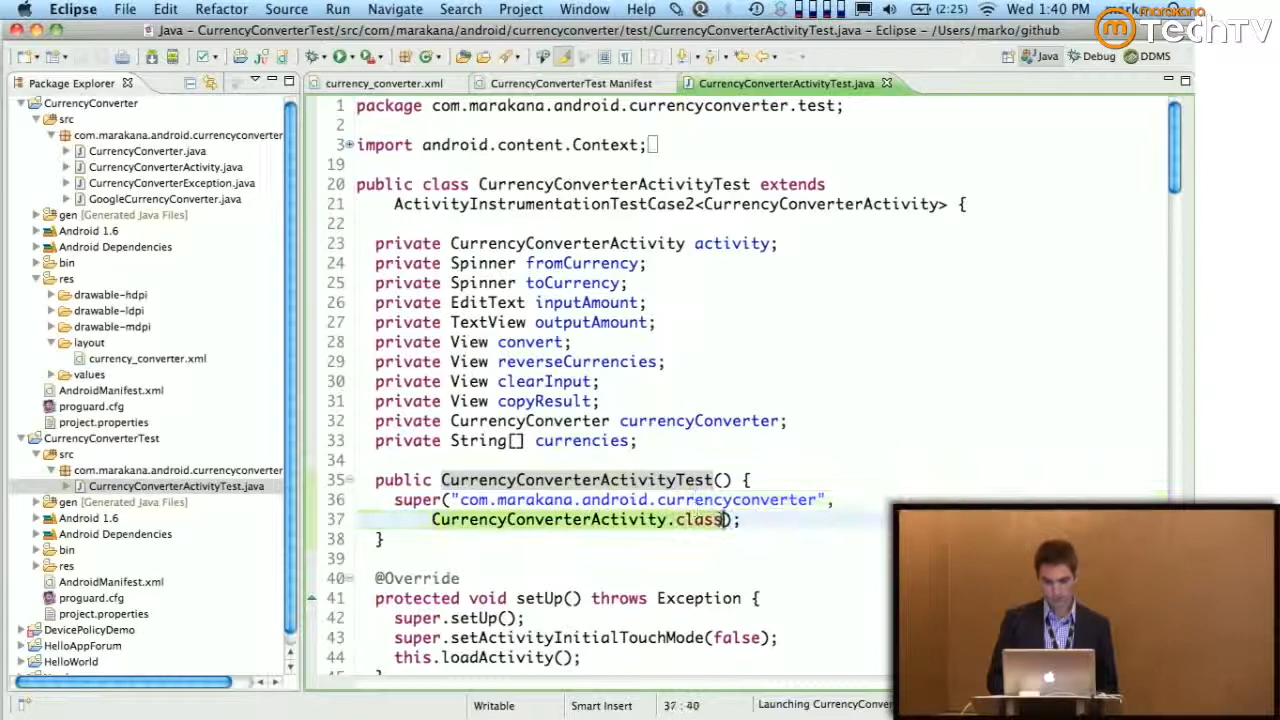 Eclipse File Edit Refactor Source Run Navigate Search Project Window Help (2:25) Wed 1:40 PM
marakana
TechTV
Java - CurrencyConverterTest/src/com/marakana/android/currencyconverter/test/CurrencyConverterActivityTest.java - Eclipse - /Users/marko/github
Java Debug DDMS
Package Explorer
currency_converter.xml CurrencyConverterTest Manifest CurrencyConverterActivityTest.java
CurrencyConverter
src
com.marakana.android.currencyconverter
CurrencyConverter.java
CurrencyConverterActivity.java
CurrencyConverterException.java
GoogleCurrencyConverter.java
gen [Generated Java Files]
Android 1.6
Android Dependencies
bin
res
drawable-hdpi
drawable-ldpi
drawable-mdpi
layout
currency_converter.xml
values
AndroidManifest.xml
proguard.cfg
project.properties
CurrencyConverterTest
src
com.marakana.android.currencyconverter
CurrencyConverterActivityTest.java
gen [Generated Java Files]
Android 1.6
Android Dependencies
bin
res
AndroidManifest.xml
proguard.cfg
project.properties
DevicePolicyDemo
HelloAppForum
HelloWorld
1 package com.marakana.android.currencyconverter.test;
2
3 import android.content.Context;
19
20 public class CurrencyConverterActivityTest extends
21 ActivityInstrumentationTestCase2<CurrencyConverterActivity> {
22
23 private CurrencyConverterActivity activity;
24 private Spinner fromCurrency;
25 private Spinner toCurrency;
26 private EditText inputAmount;
27 private TextView outputAmount;
28 private View convert;
29 private View reverseCurrencies;
30 private View clearInput;
31 private View copyResult;
32 private CurrencyConverter currencyConverter;
33 private String[] currencies;
34
35 public CurrencyConverterActivityTest() {
36 super("com.marakana.android.currencyconverter",
37 CurrencyConverterActivity.class);
38 }
39
40 @Override
41 protected void setUp() throws Exception {
42 super.setUp();
43 super.setActivityInitialTouchMode(false);
44 this.loadActivity();
Writable Smart Insert 37 : 40 Launching CurrencyConver